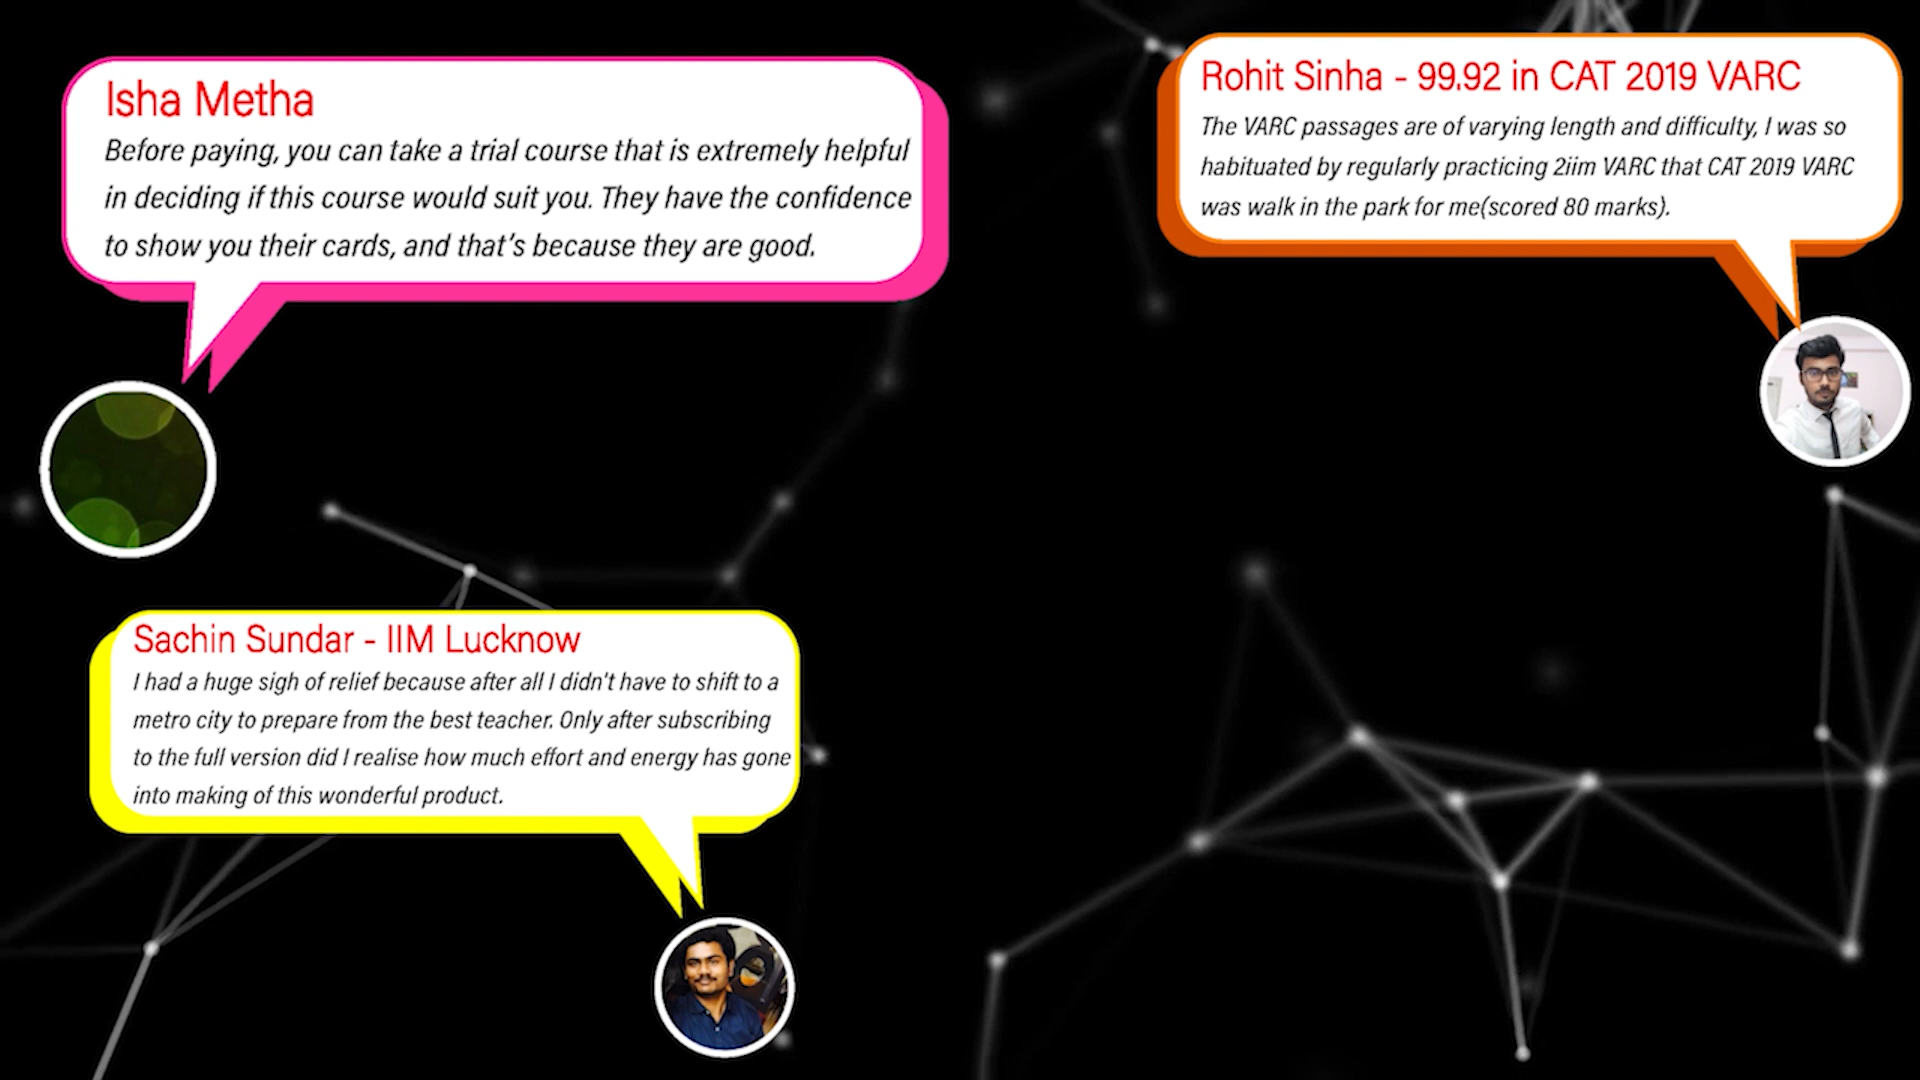 Isha Metha
Before paying, you can take a trial course that is extremely helpful
in deciding if this course would suit you. They have the confidence
to show you their cards, and that's because they are good.
Rohit Sinha - 99.92 in CAT 2019 VARC
The VARC passages are of varying length and difficulty, I was so
habituated by regularly practicing 2iim VARC that CAT 2019 VARC
was walk in the park for me(scored 80 marks).
Sachin Sundar - IIM Lucknow
I had a huge sigh of relief because after all I didn't have to shift to a
metro city to prepare from the best teacher. Only after subscribing
to the full version did I realise how much effort and energy has gone
into making of this wonderful product.